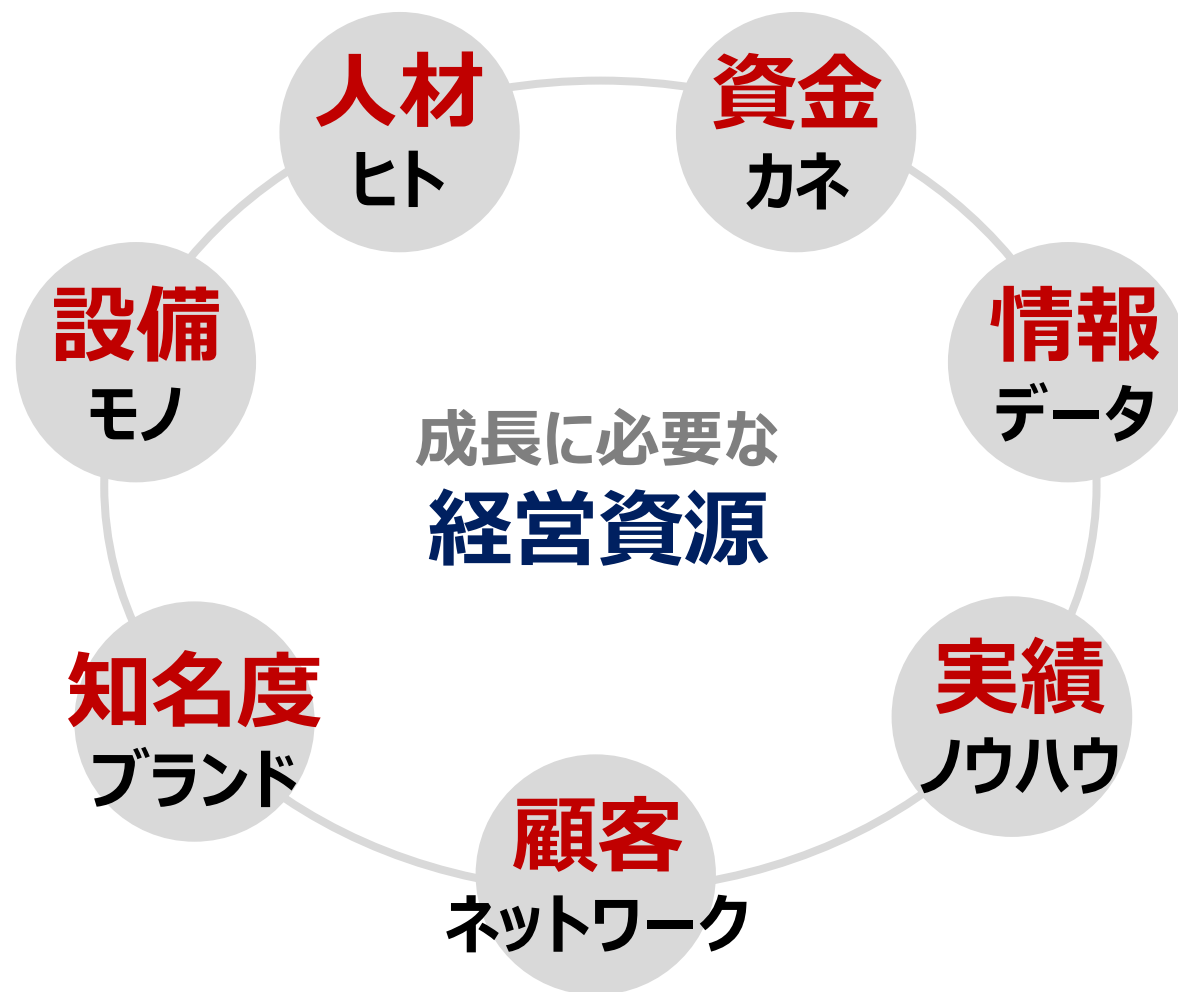 人材
ヒト
資金
カネ
設備
モノ
情報
データ
成長に必要な
経営資源
知名度
ブランド
実績
ノウハウ
顧客
ネットワーク